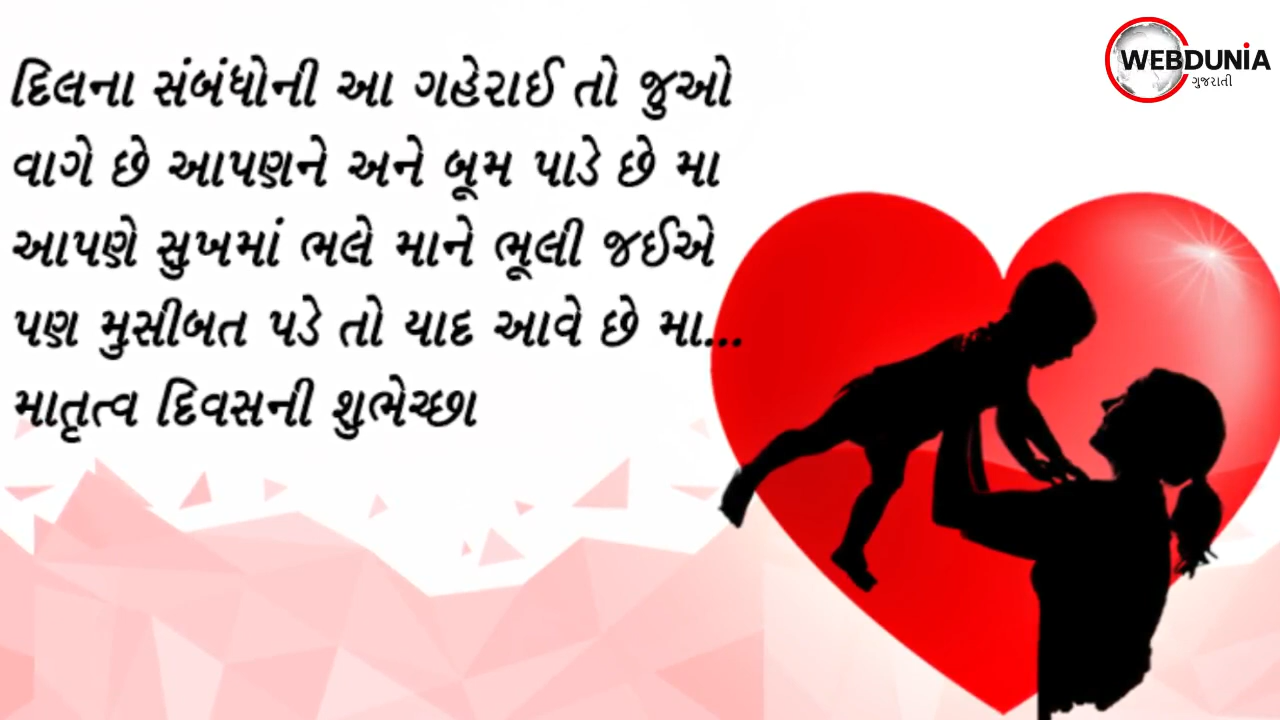 દિલના સંબંધોની આ ગહેરાઈ તો જુઓ
વાગે છે આપણને અને બૂમ પાડે છે મા
આપણે સુખમાં ભલે માને ભૂલી જઈએ
પણ મુસીબત પડે તો યાદ આવે છે મા...
માતૃત્વ દિવસની શુભેચ્છા
WEBDUNIA
ગુજરાતી